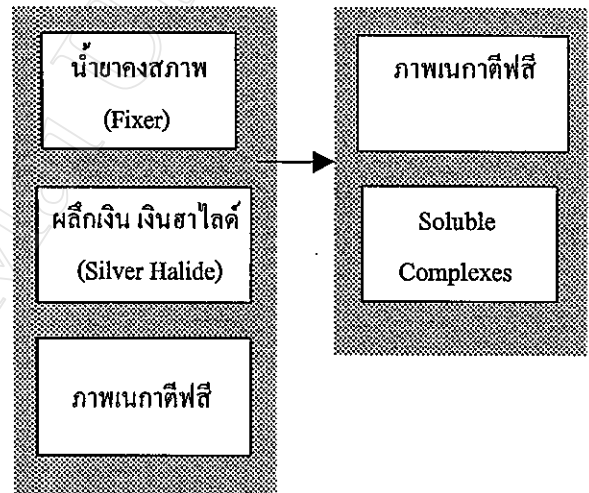 น้ำยาคงสภาพ
(Fixer)
ผลึกเงิน เงินฮาไลด์
(Silver Halide)
ภาพเนกาตีฟสี
ภาพเนกาตีฟสี
Soluble
Complexes